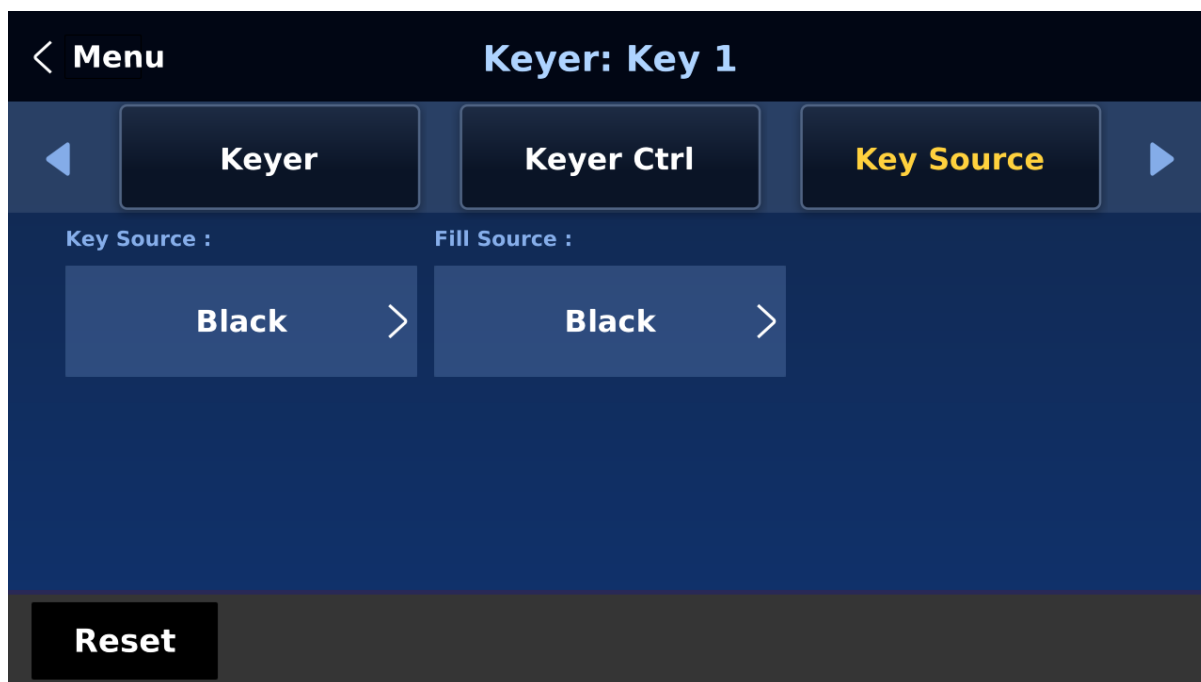 Menu
Keyer: Key 1
Keyer
Keyer Ctrl
Key Source
Key Source :
Fill Source :
Black
Black
Reset